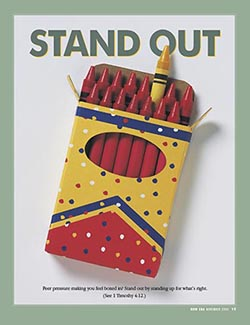 STAND OUT
Peer pressure making you feel boxed in? Stand out by standing up for what's right.
(See 1 Timothy 4:12.)